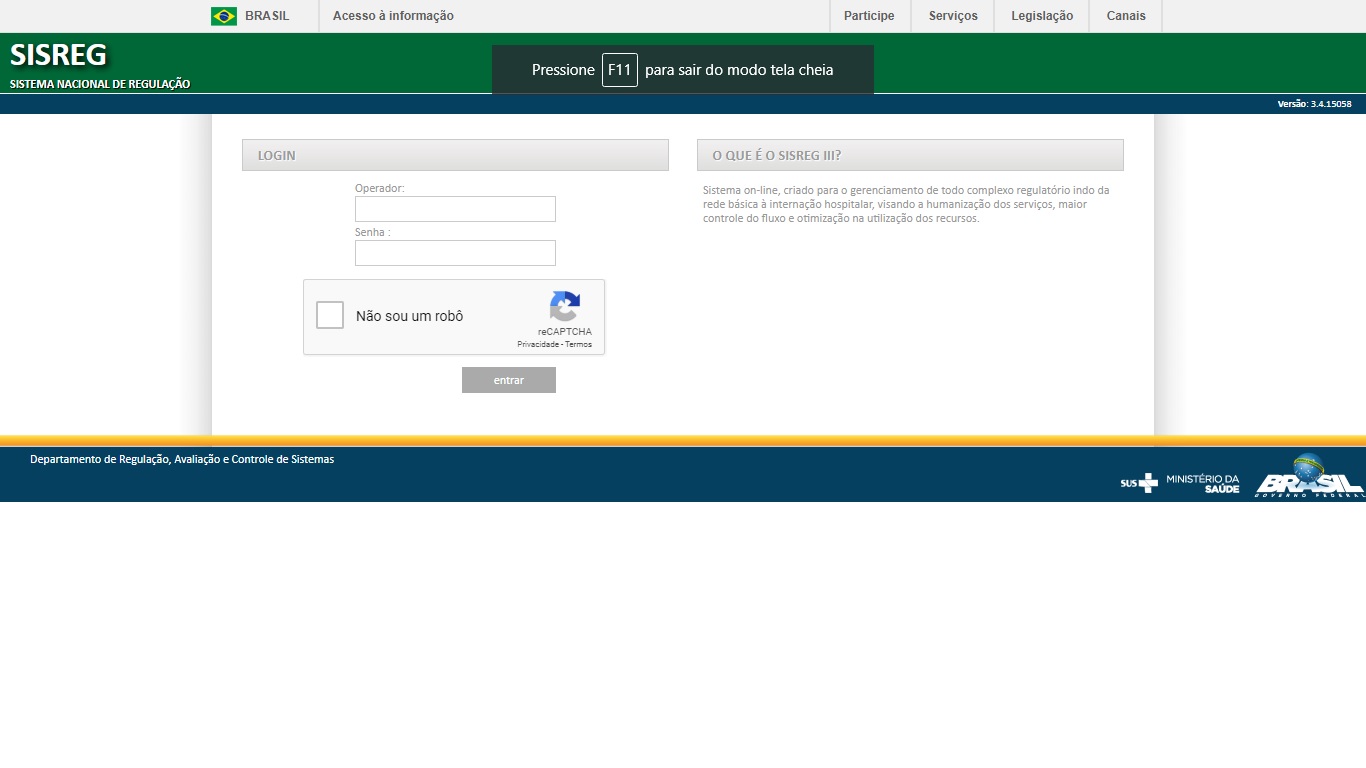 BRASIL
Acesso à informação
Participe
Serviços
Legislação
Canais
SISREG
SISTEMA NACIONAL DE REGULAÇÃO
Pressione F11 para sair do modo tela cheia
Versão: 3.4.15058
LOGIN
Operador:
Senha :
Não sou um robô
reCAPTCHA
Privacidade - Termos
entrar
O QUE É O SISREG III?
Sistema on-line, criado para o gerenciamento de todo complexo regulatório indo da
rede básica à internação hospitalar, visando a humanização dos serviços, maior
controle do fluxo e otimização na utilização dos recursos.
Departamento de Regulação, Avaliação e Controle de Sistemas
SUS
MINISTÉRIO DA
SAÚDE
BRASIL
GOVERNO FEDERAL